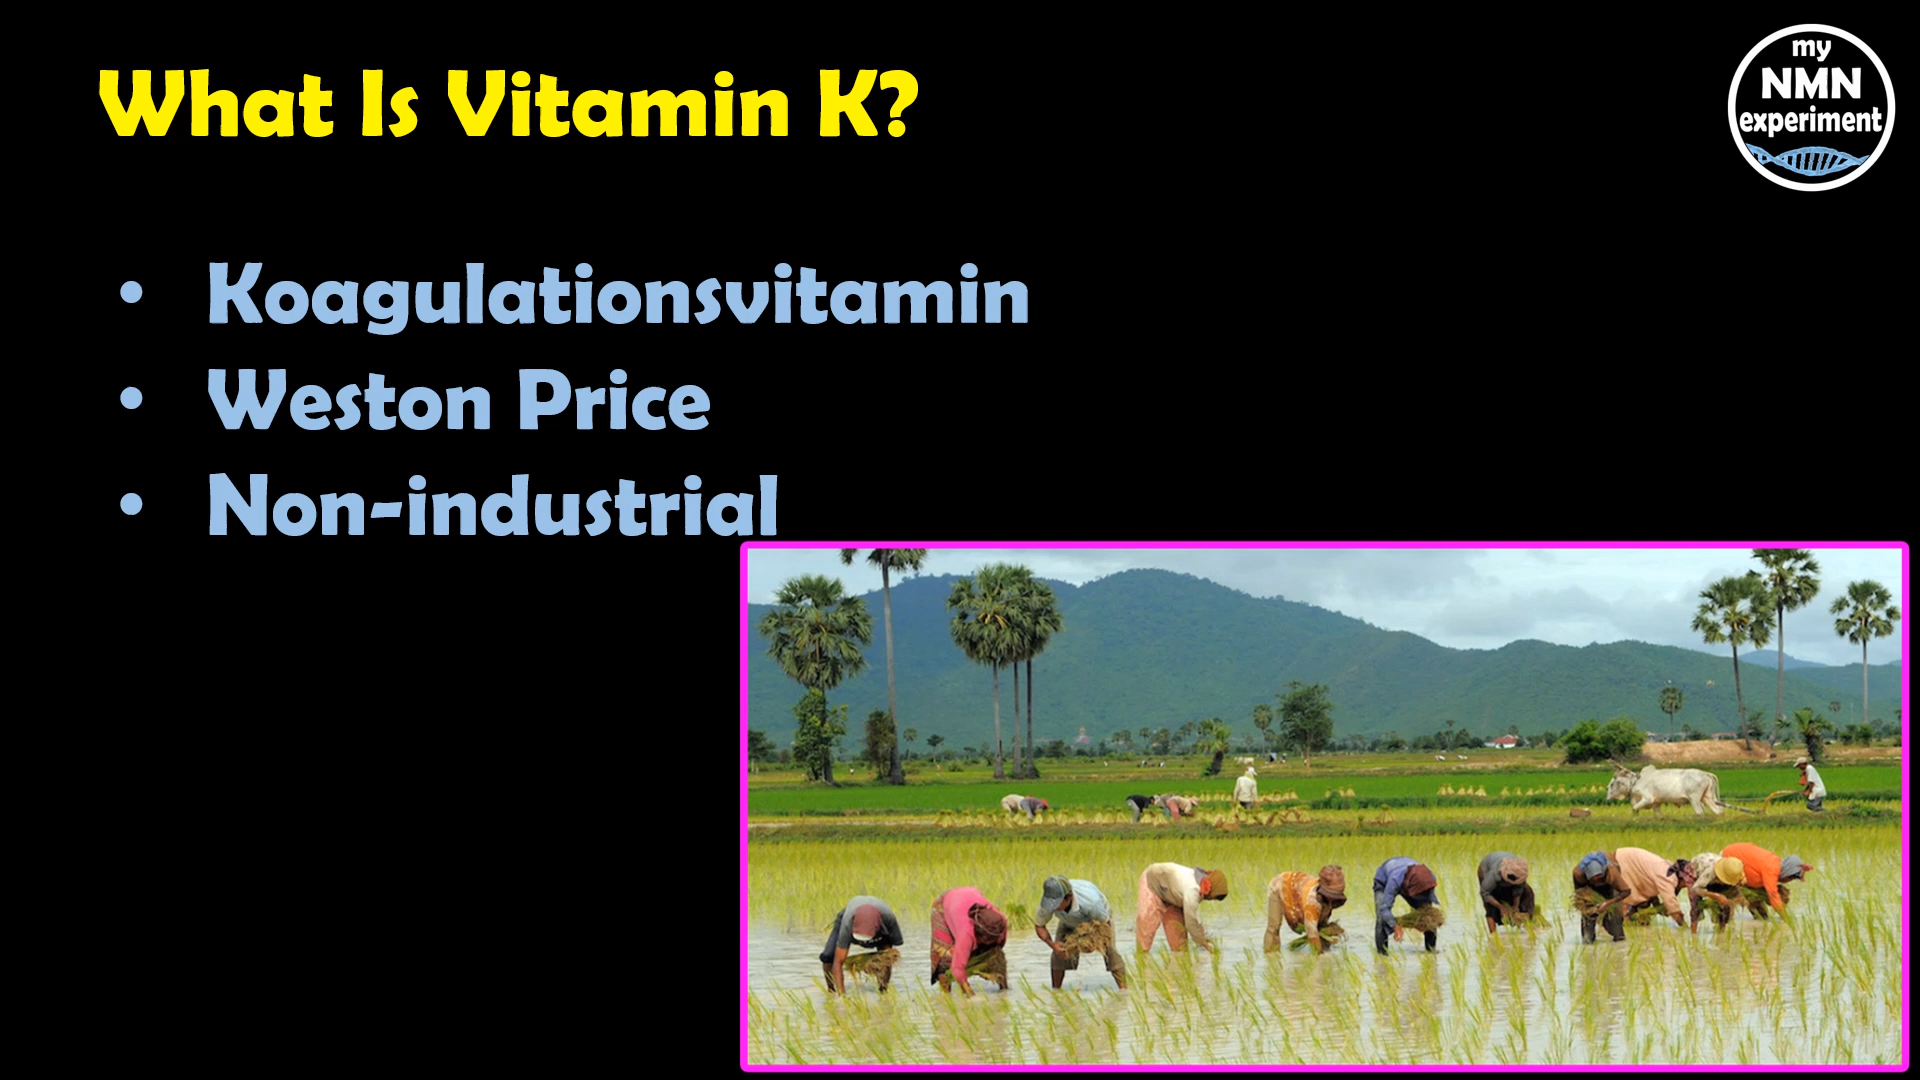 What Is Vitamin K?
my
NMN
experiment
• Koagulationsvitamin
• Weston Price
• Non-industrial